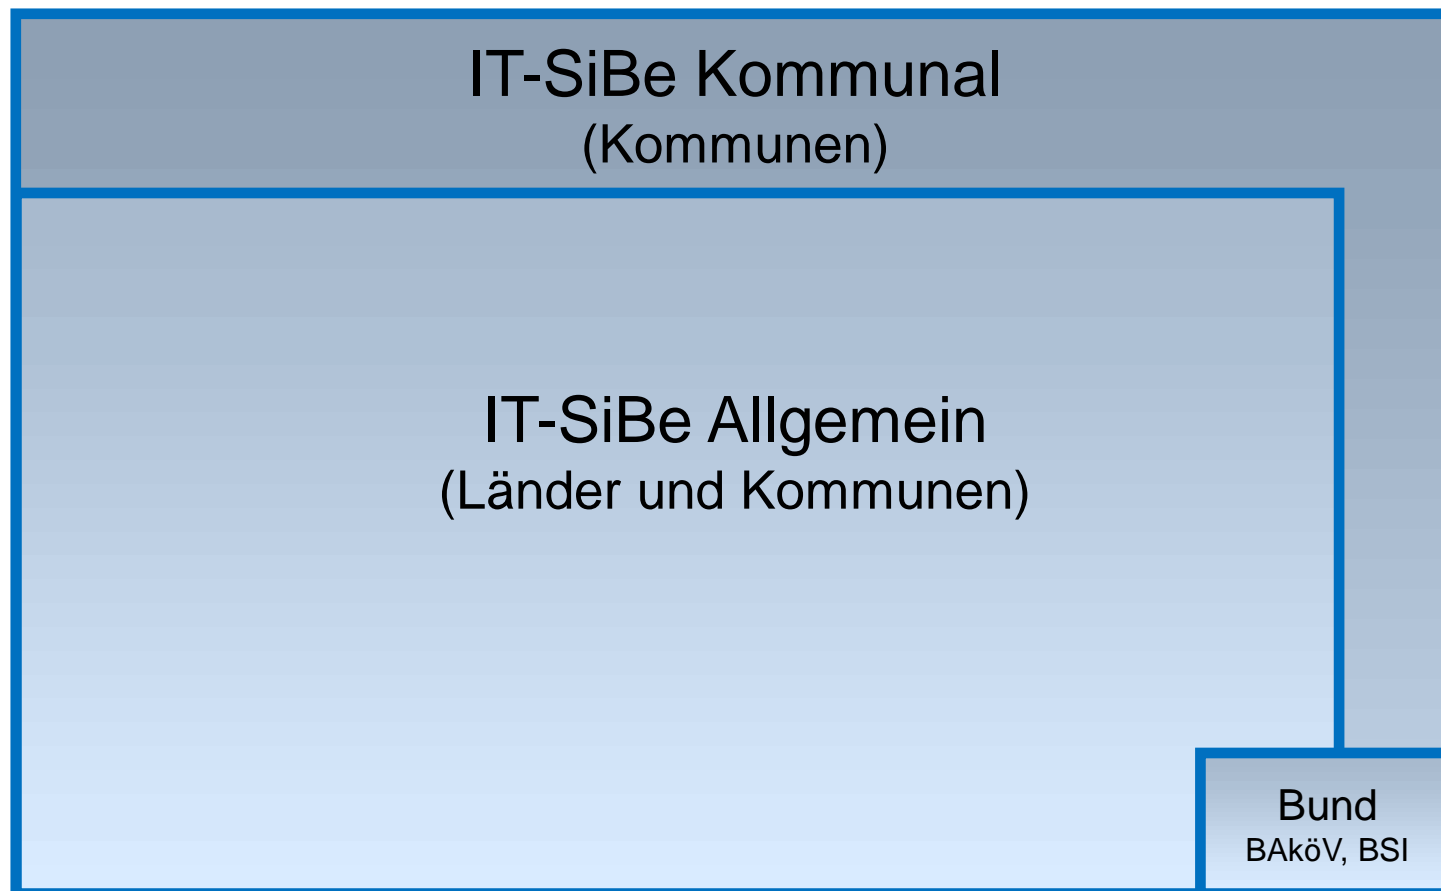 IT-SiBe Kommunal
(Kommunen)
IT-SiBe Allgemein
(Länder und Kommunen)
Bund
BAköV, BSI